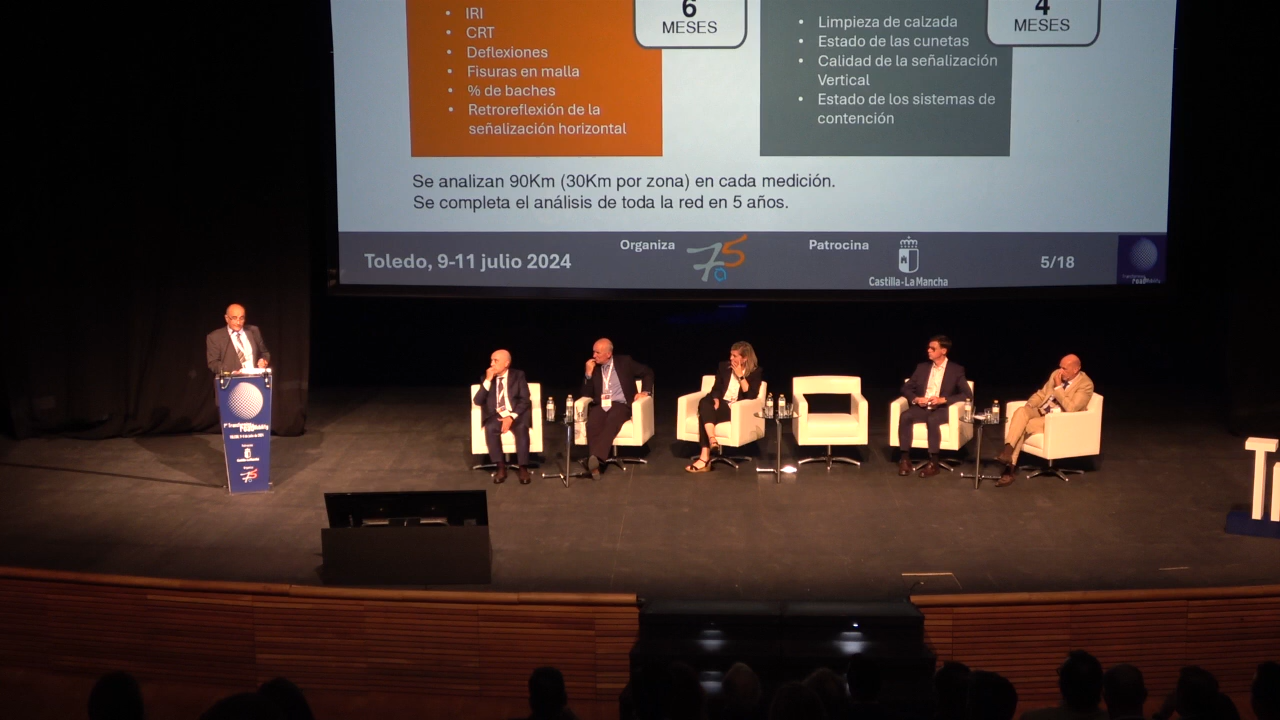 • IRI
• CRT
• Deflexiones
• Fisuras en malla
• % de baches
• Retroreflexión de la
señalización horizontal
6
MESES
• Limpieza de calzada
• Estado de las cunetas
• Calidad de la señalización
Vertical
• Estado de los sistemas de
contención
4
MESES
Se analizan 90Km (30Km por zona) en cada medición.
Se completa el análisis de toda la red en 5 años.
Toledo, 9-11 julio 2024
Organiza
75
Patrocina
Castilla-La Mancha
5/18
75